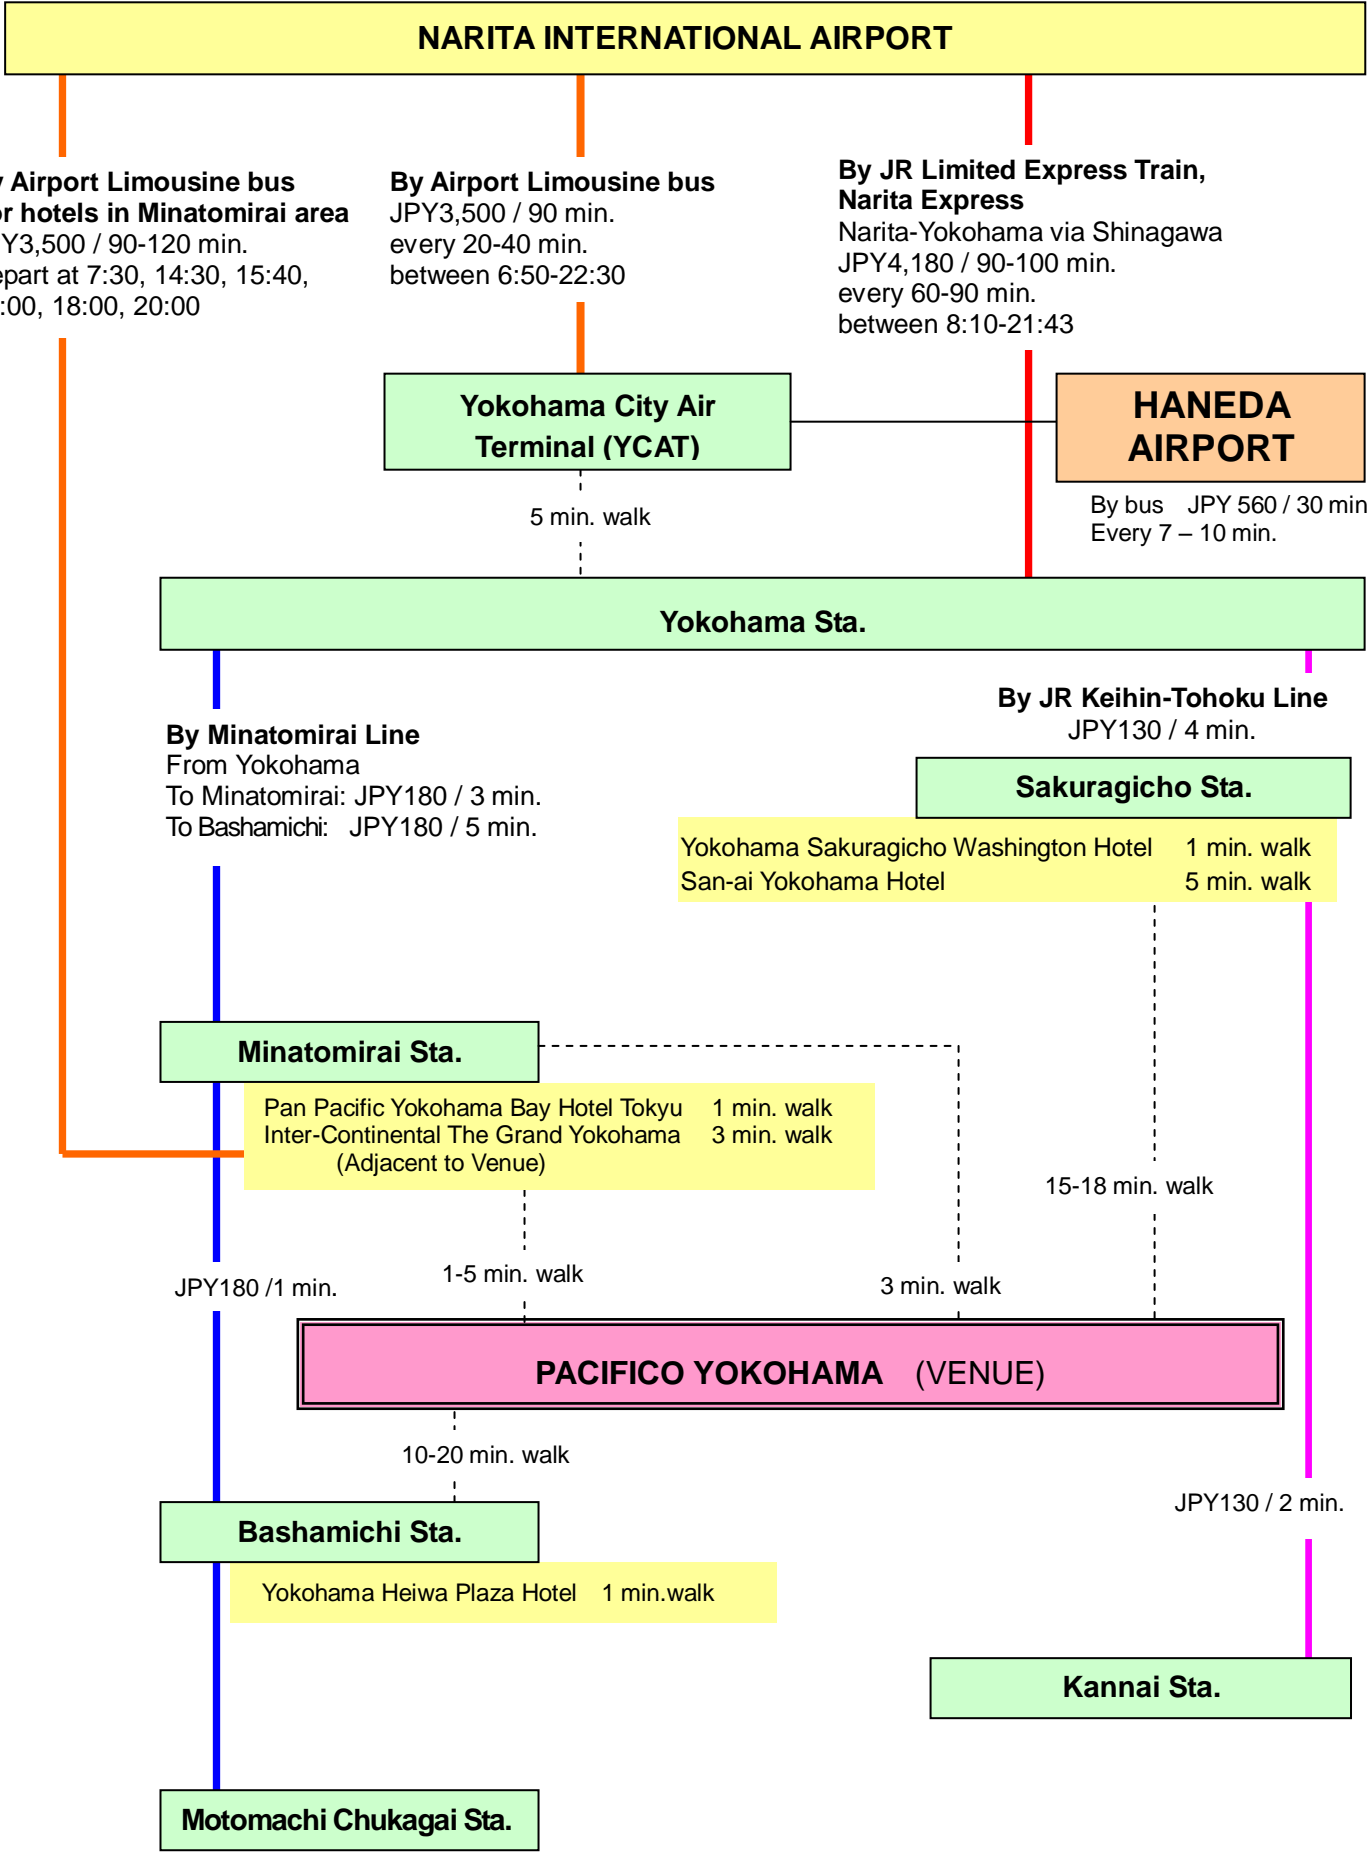 NARITA INTERNATIONAL AIRPORT
Airport Limousine bus
hotels in Minatomirai area
3,500 / 90-120 min.
at 7:30, 14:30, 15:40,
18:00, 20:00
By Airport Limousine bus
JPY3,500 / 90 min.
every 20-40 min.
between 6:50-22:30
By JR Limited Express Train,
Narita Express
Narita-Yokohama via Shinagawa
JPY4,180 / 90-100 min.
every 60-90 min.
between 8:10-21:43
Yokohama City Air
Terminal (YCAT)
HANEDA
AIRPORT
5 min. walk
By bus JPY 560 / 30 min
Every 7 – 10 min.
Yokohama Sta.
By Minatomirai Line
From Yokohama
To Minatomirai: JPY180 / 3 min.
To Bashamichi: JPY180 / 5 min.
By JR Keihin-Tohoku Line
JPY130 / 4 min.
Sakuragicho Sta.
Yokohama Sakuragicho Washington Hotel 1 min. walk
San-ai Yokohama Hotel 5 min. walk
Minatomirai Sta.
Pan Pacific Yokohama Bay Hotel Tokyu 1 min. walk
Inter-Continental The Grand Yokohama 3 min. walk
(Adjacent to Venue)
15-18 min. walk
JPY180 /1 min.
1-5 min. walk
3 min. walk
PACIFICO YOKOHAMA (VENUE)
10-20 min. walk
JPY130 / 2 min.
Bashamichi Sta.
Yokohama Heiwa Plaza Hotel 1 min.walk
Kannai Sta.
Motomachi Chukagai Sta.